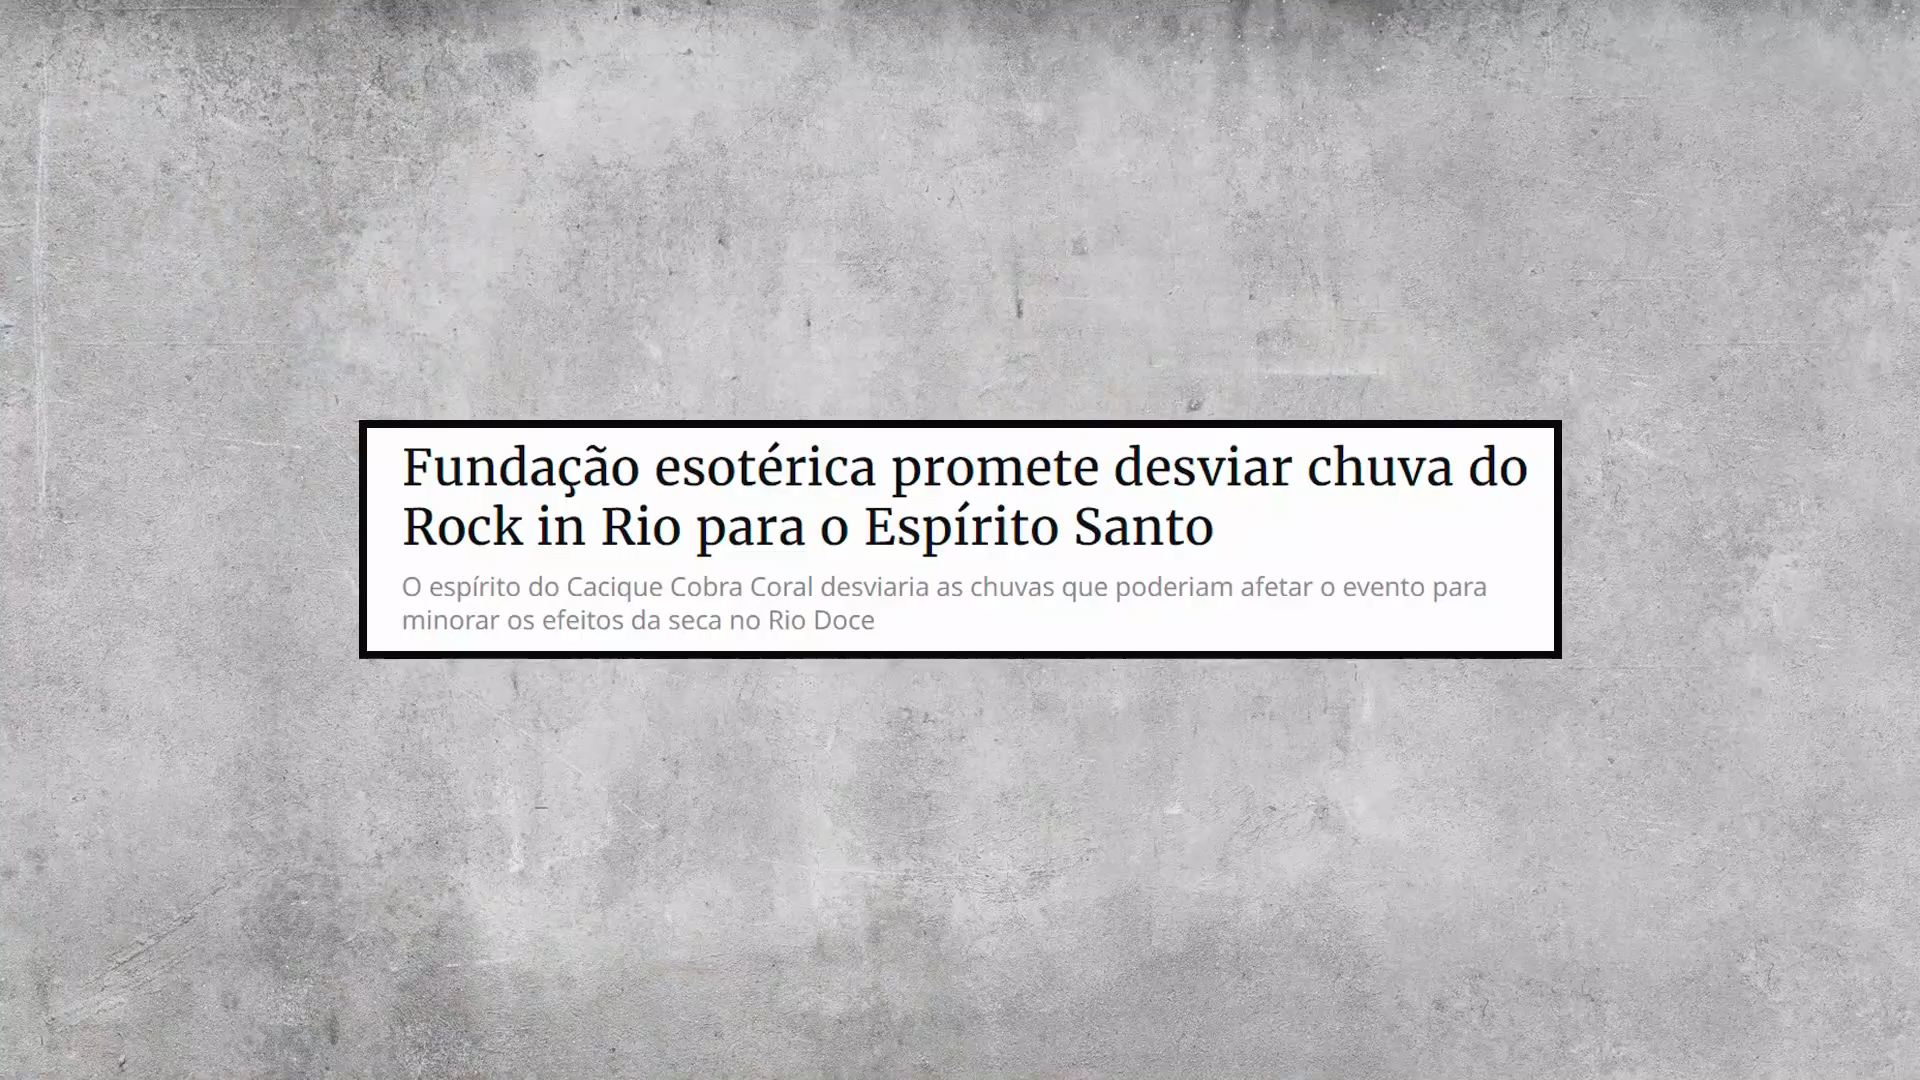 Fundação esotérica promete desviar chuva do
Rock in Rio para o Espírito Santo
O espírito do Cacique Cobra Coral desviaria as chuvas que poderiam afetar o evento para
minorar os efeitos da seca no Rio Doce